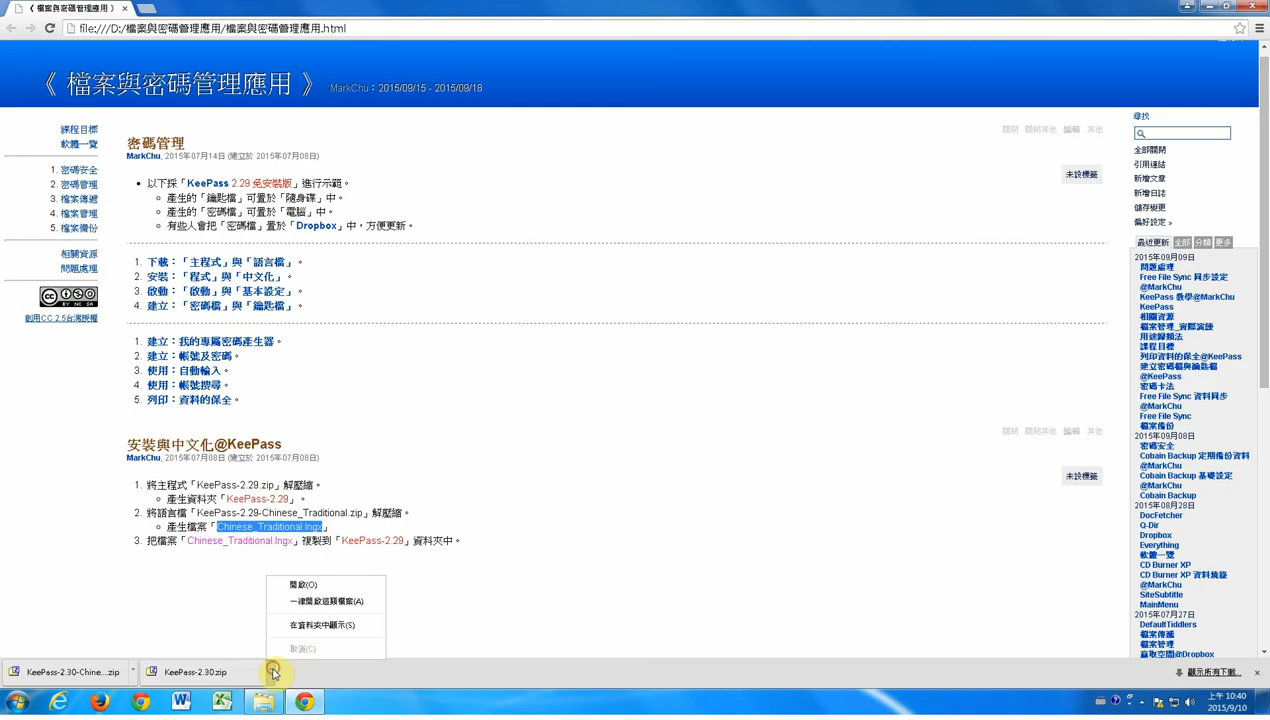 《 檔案與密碼管理應用 》
file:///D:/檔案與密碼管理應用/檔案與密碼管理應用.html
《 檔案與密碼管理應用 》 MarkChu：2015/09/15 - 2015/09/18
課程目標
軟體一覽
1. 密碼安全
2. 密碼管理
3. 檔案傳遞
4. 檔案管理
5. 檔案備份
相關資源
問題處理
cc
BY NC SA
創用CC 2.5台灣授權
密碼管理
關閉 關閉其他 編輯 其他
MarkChu, 2015年07月14日 (建立於 2015年07月08日)
未設標籤
• 以下採「KeePass 2.29 免安裝版」進行示範。
○ 產生的「鑰匙檔」可置於「隨身碟」中。
○ 產生的「密碼檔」可置於「電腦」中。
○ 有些人會把「密碼檔」置於「Dropbox」中，方便更新。
1. 下載：「主程式」與「語言檔」。
2. 安裝：「程式」與「中文化」。
3. 啟動：「啟動」與「基本設定」。
4. 建立：「密碼檔」與「鑰匙檔」。
1. 建立：我的專屬密碼產生器。
2. 建立：帳號及密碼。
3. 使用：自動輸入。
4. 使用：帳號搜尋。
5. 列印：資料的保全。
安裝與中文化@KeePass
關閉 關閉其他 編輯 其他
MarkChu, 2015年07月08日 (建立於 2015年07月08日)
未設標籤
1. 將主程式「KeePass-2.29.zip」解壓縮。
○ 產生資料夾「KeePass-2.29」。
2. 將語言檔「KeePass-2.29-Chinese_Traditional.zip」解壓縮。
○ 產生檔案「Chinese_Traditional.lngx」
3. 把檔案「Chinese_Traditional.lngx」複製到「KeePass-2.29」資料夾中。
開啟(O)
一律開啟這類檔案(A)
在資料夾中顯示(S)
取消(C)
尋找
全部關閉
引用連結
新增文章
新增日誌
儲存變更
偏好設定 »
最近更新 全部 分類 更多
2015年09月09日
問題處理
Free File Sync 同步設定
@MarkChu
KeePass 教學@MarkChu
KeePass
相關資源
檔案管理_實際演練
用途歸類法
課程目標
列印資料的保全@KeePass
建立密碼檔與鑰匙檔
@KeePass
密碼卡法
Free File Sync 資料同步
@MarkChu
Free File Sync
檔案備份
2015年09月08日
密碼安全
Cobain Backup 定期備份資料
@MarkChu
Cobain Backup 基礎設定
@MarkChu
Cobain Backup
2015年08月28日
DocFetcher
Q-Dir
Dropbox
Everything
軟體一覽
CD Burner XP
CD Burner XP 資料燒錄
@MarkChu
SiteSubtitle
MainMenu
2015年07月27日
DefaultTiddlers
檔案傳遞
檔案管理
贏取空間@Dropbox
KeePass-2.30-Chine....zip
KeePass-2.30.zip
顯示所有下載...
上午 10:40
2015/9/10